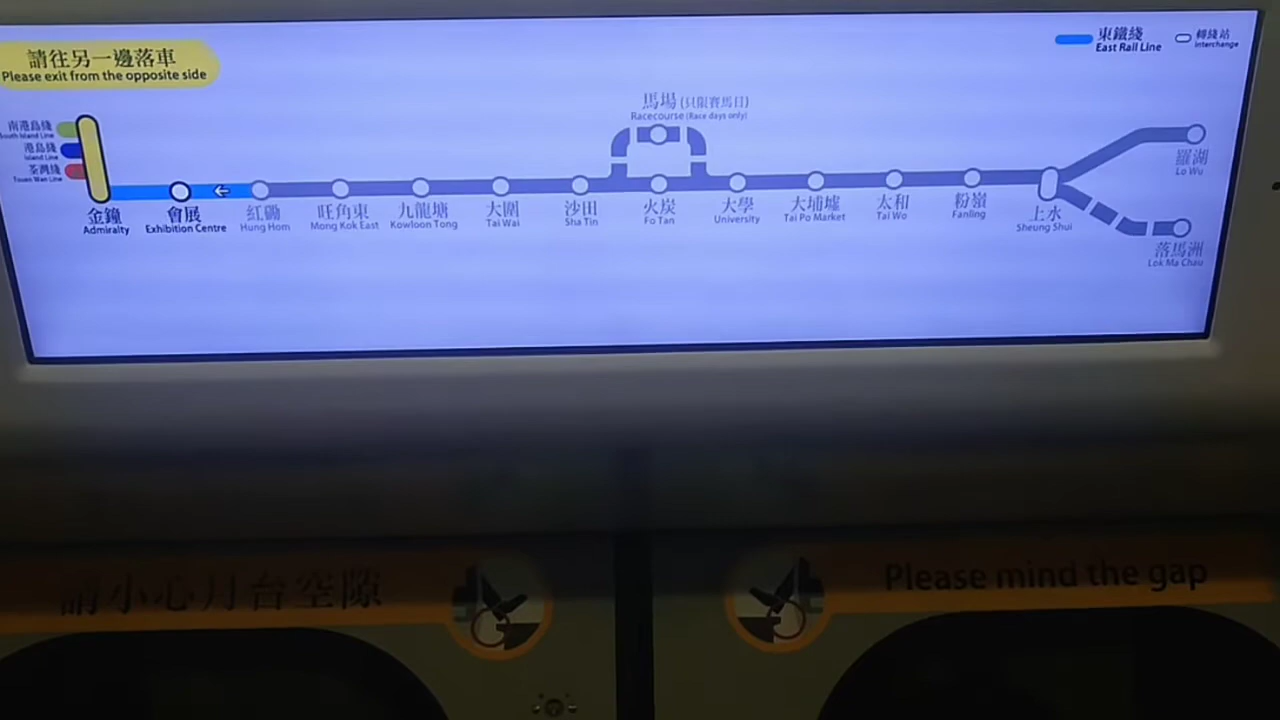 請往另一邊落車
Please exit from the opposite side
東鐵綫
East Rail Line
轉綫站
Interchange
南港島綫
South Island Line
港島綫
Island Line
荃灣綫
Tsuen Wan Line
馬場 (只限賽馬日)
Racecourse (Race days only)
金鐘
Admiralty
會展
Exhibition Centre
紅磡
Hung Hom
旺角東
Mong Kok East
九龍塘
Kowloon Tong
大圍
Tai Wai
沙田
Sha Tin
火炭
Fo Tan
大學
University
大埔墟
Tai Po Market
太和
Tai Wo
粉嶺
Fanling
上水
Sheung Shui
羅湖
Lo Wu
落馬洲
Lok Ma Chau
請小心月台空隙
Please mind the gap